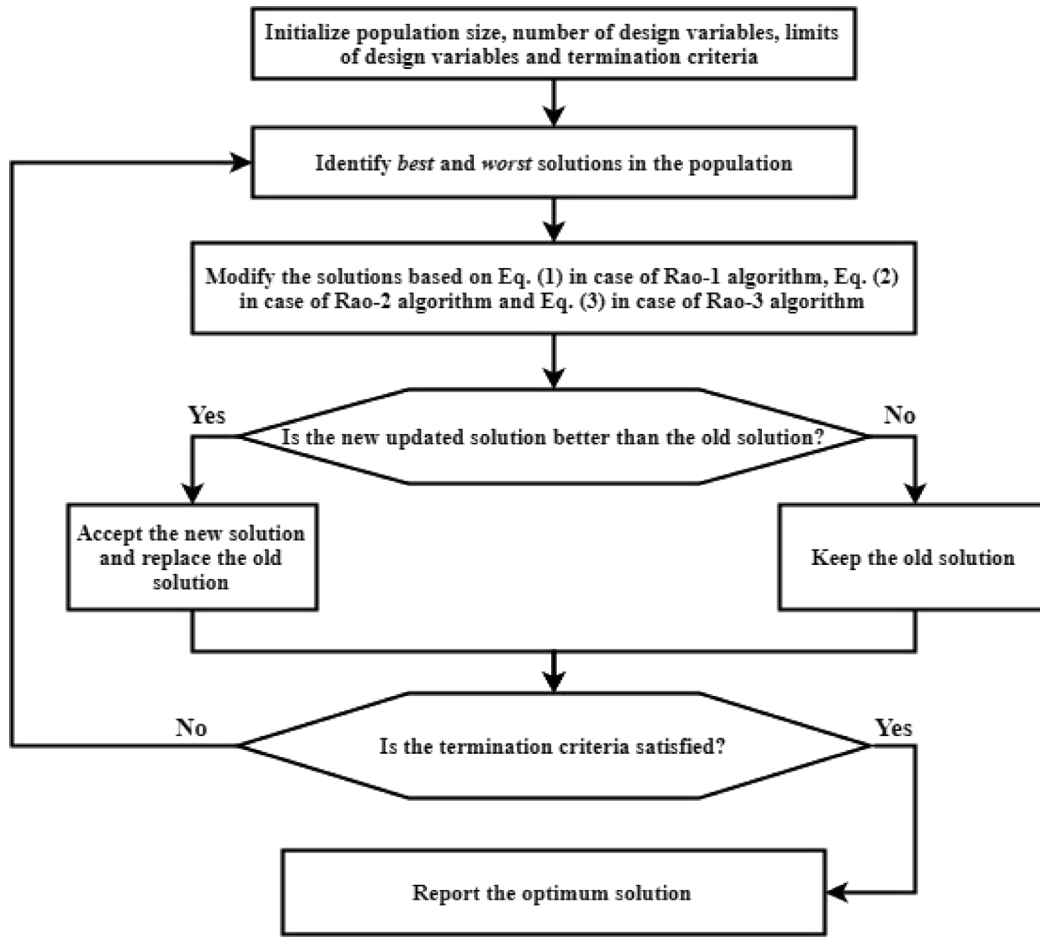 Initialize population size, number of design variables, limits
of design variables and termination criteria
Identify best and worst solutions in the population
Modify the solutions based on Eq. (1) in case of Rao-1 algorithm, Eq. (2)
in case of Rao-2 algorithm and Eq. (3) in case of Rao-3 algorithm
Yes
No
Is the new updated solution better than the old solution?
Accept the new solution
and replace the old
solution
Keep the old solution
No
Yes
Is the termination criteria satisfied?
Report the optimum solution